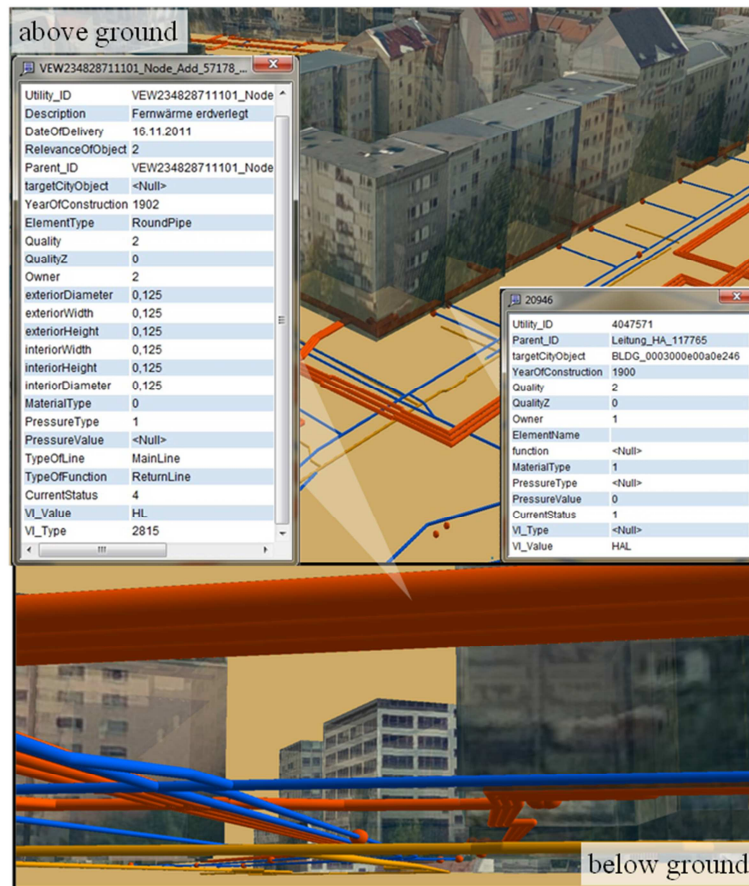 above ground
VEW234828711101_Node_Add_57178_...
Utility_ID VEW234828711101_Node
Description Fernwärme erdverlegt
DateOfDelivery 16.11.2011
RelevanceOfObject 2
Parent_ID VEW234828711101_Node
targetCityObject <Null>
YearOfConstruction 1902
ElementType RoundPipe
Quality 2
QualityZ 0
Owner 2
exteriorDiameter 0,125
exteriorWidth 0,125
exteriorHeight 0,125
interiorWidth 0,125
interiorHeight 0,125
interiorDiameter 0,125
MaterialType 0
PressureType 1
PressureValue <Null>
TypeOfLine MainLine
TypeOfFunction ReturnLine
CurrentStatus 4
VI_Value HL
VI_Type 2815
20946
Utility_ID 4047571
Parent_ID Leitung_HA_117765
targetCityObject BLDG_0003000e00a0e246
YearOfConstruction 1900
Quality 2
QualityZ 0
Owner 1
ElementName
function <Null>
MaterialType 1
PressureType <Null>
PressureValue 0
CurrentStatus 1
VI_Type <Null>
VI_Value HAL
below ground